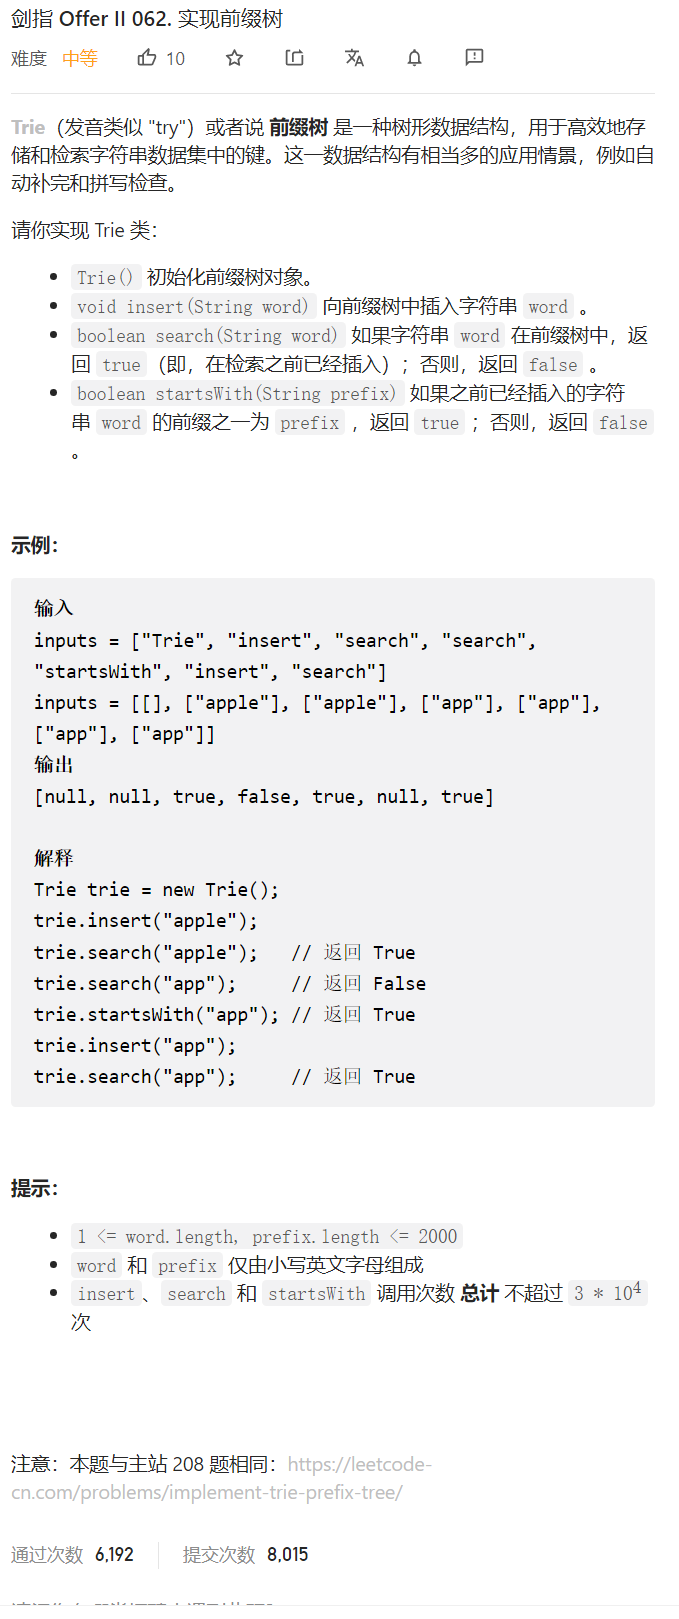 剑指 Offer II 062. 实现前缀树
难度 中等 10
Trie（发音类似 "try"）或者说 前缀树 是一种树形数据结构，用于高效地存
储和检索字符串数据集中的键。这一数据结构有相当多的应用情景，例如自
动补完和拼写检查。
请你实现 Trie 类：
Trie() 初始化前缀树对象。
void insert(String word) 向前缀树中插入字符串 word 。
boolean search(String word) 如果字符串 word 在前缀树中，返
回 true（即，在检索之前已经插入）；否则，返回 false 。
boolean startsWith(String prefix) 如果之前已经插入的字符
串 word 的前缀之一为 prefix ，返回 true ；否则，返回 false
。
示例：
输入
inputs = ["Trie", "insert", "search", "search",
"startsWith", "insert", "search"]
inputs = [[], ["apple"], ["apple"], ["app"], ["app"],
["app"], ["app"]]
输出
[null, null, true, false, true, null, true]
解释
Trie trie = new Trie();
trie.insert("apple");
trie.search("apple");   // 返回 True
trie.search("app");     // 返回 False
trie.startsWith("app"); // 返回 True
trie.insert("app");
trie.search("app");     // 返回 True
提示：
1 <= word.length, prefix.length <= 2000
word 和 prefix 仅由小写英文字母组成
insert、search 和 startsWith 调用次数 总计 不超过 3 * 10⁴
次
注意：本题与主站 208 题相同：https://leetcode-
cn.com/problems/implement-trie-prefix-tree/
通过次数 6,192 提交次数 8,015